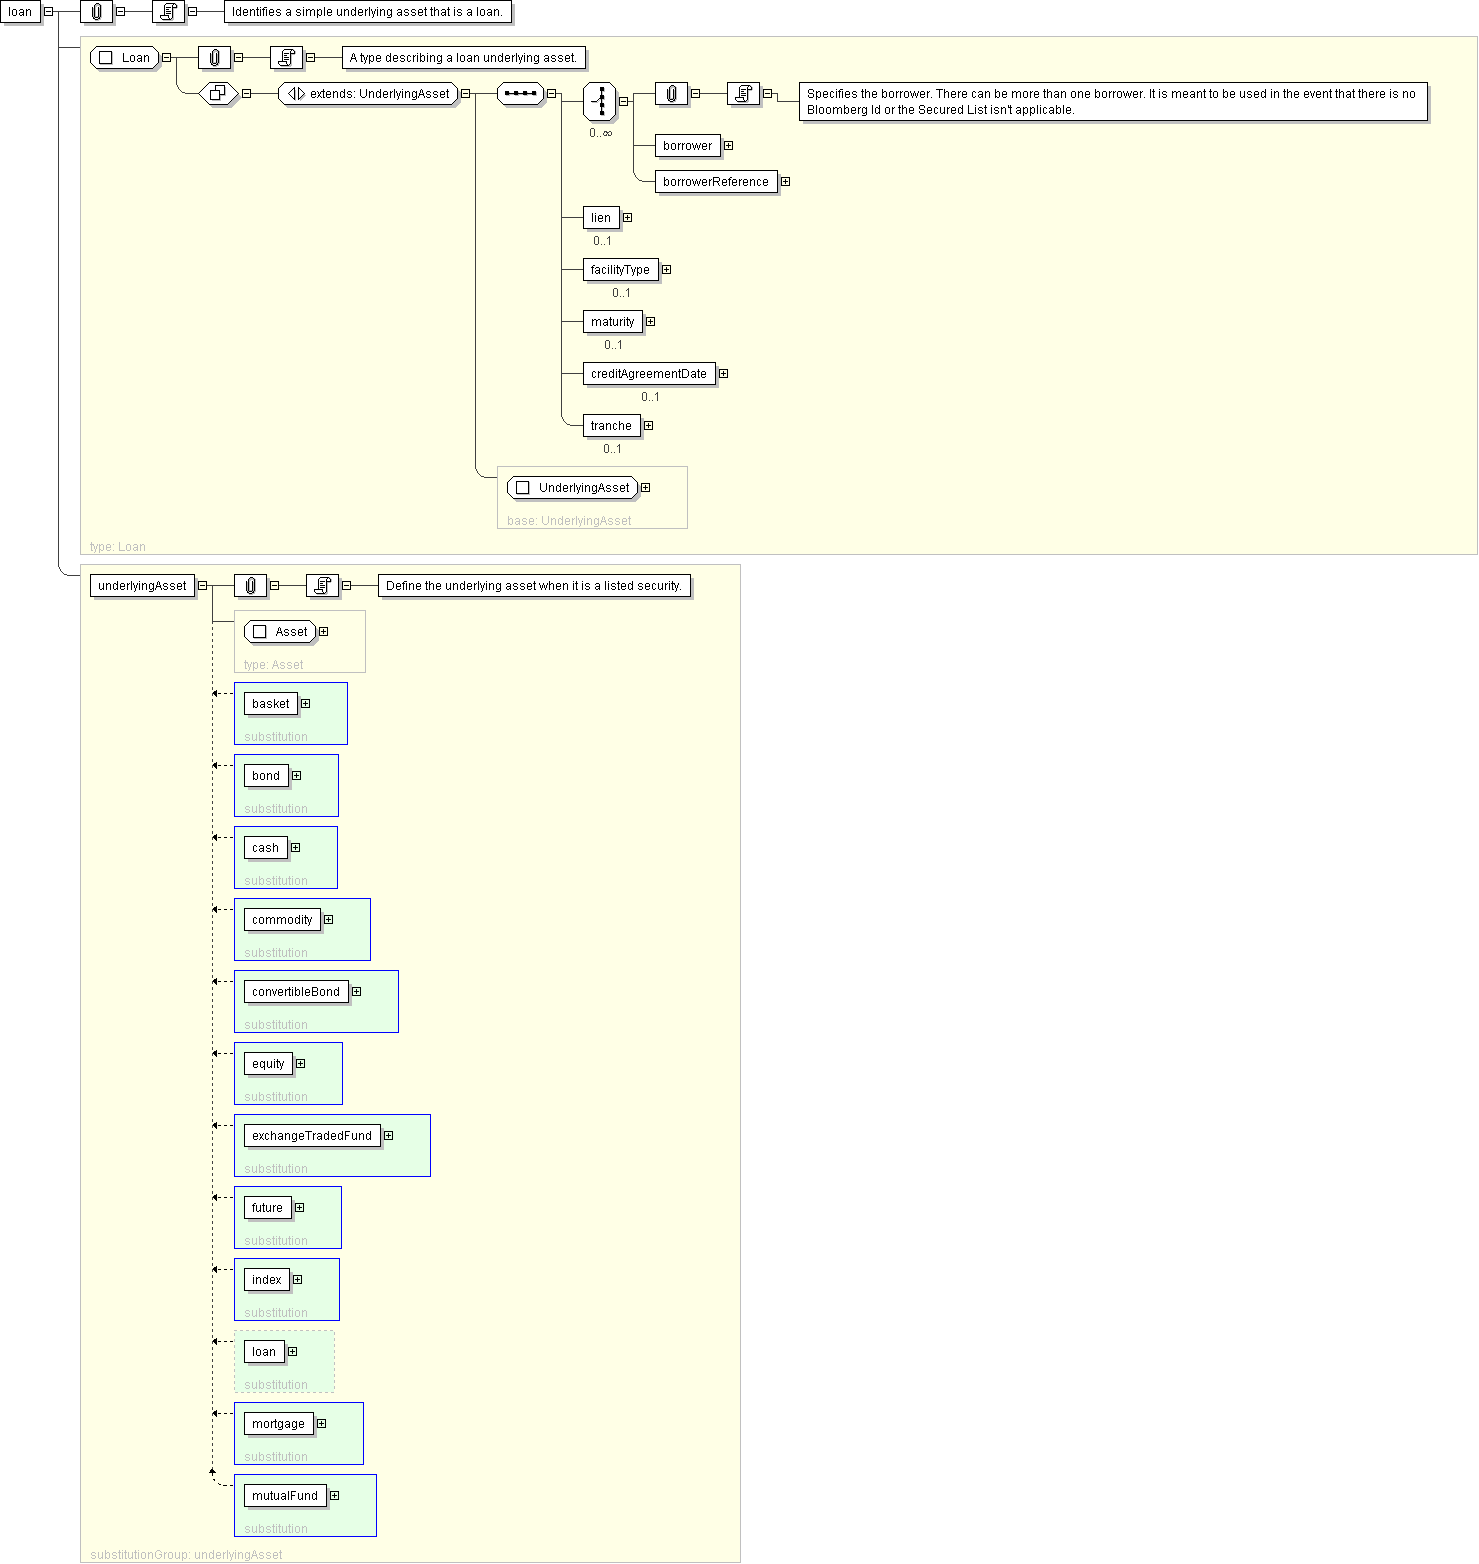 loan
Identifies a simple underlying asset that is a loan.
Loan
A type describing a loan underlying asset.
extends: UnderlyingAsset
0..∞
Specifies the borrower. There can be more than one borrower. It is meant to be used in the event that there is no
Bloomberg Id or the Secured List isn't applicable.
borrower
borrowerReference
lien
0..1
facilityType
0..1
maturity
0..1
creditAgreementDate
0..1
tranche
0..1
UnderlyingAsset
base: UnderlyingAsset
type: Loan
underlyingAsset
Define the underlying asset when it is a listed security.
Asset
type: Asset
basket
substitution
bond
substitution
cash
substitution
commodity
substitution
convertibleBond
substitution
equity
substitution
exchangeTradedFund
substitution
future
substitution
index
substitution
loan
substitution
mortgage
substitution
mutualFund
substitution
substitutionGroup: underlyingAsset